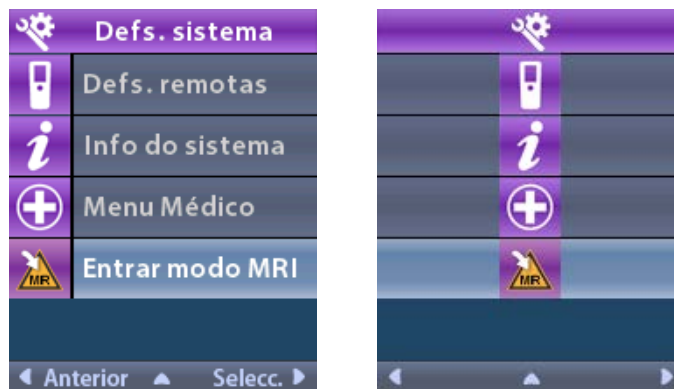 Defs. sistema
Defs. remotas
i Info do sistema
Menu Médico
MR Entrar modo MRI
Anterior Selecc.
i
MR